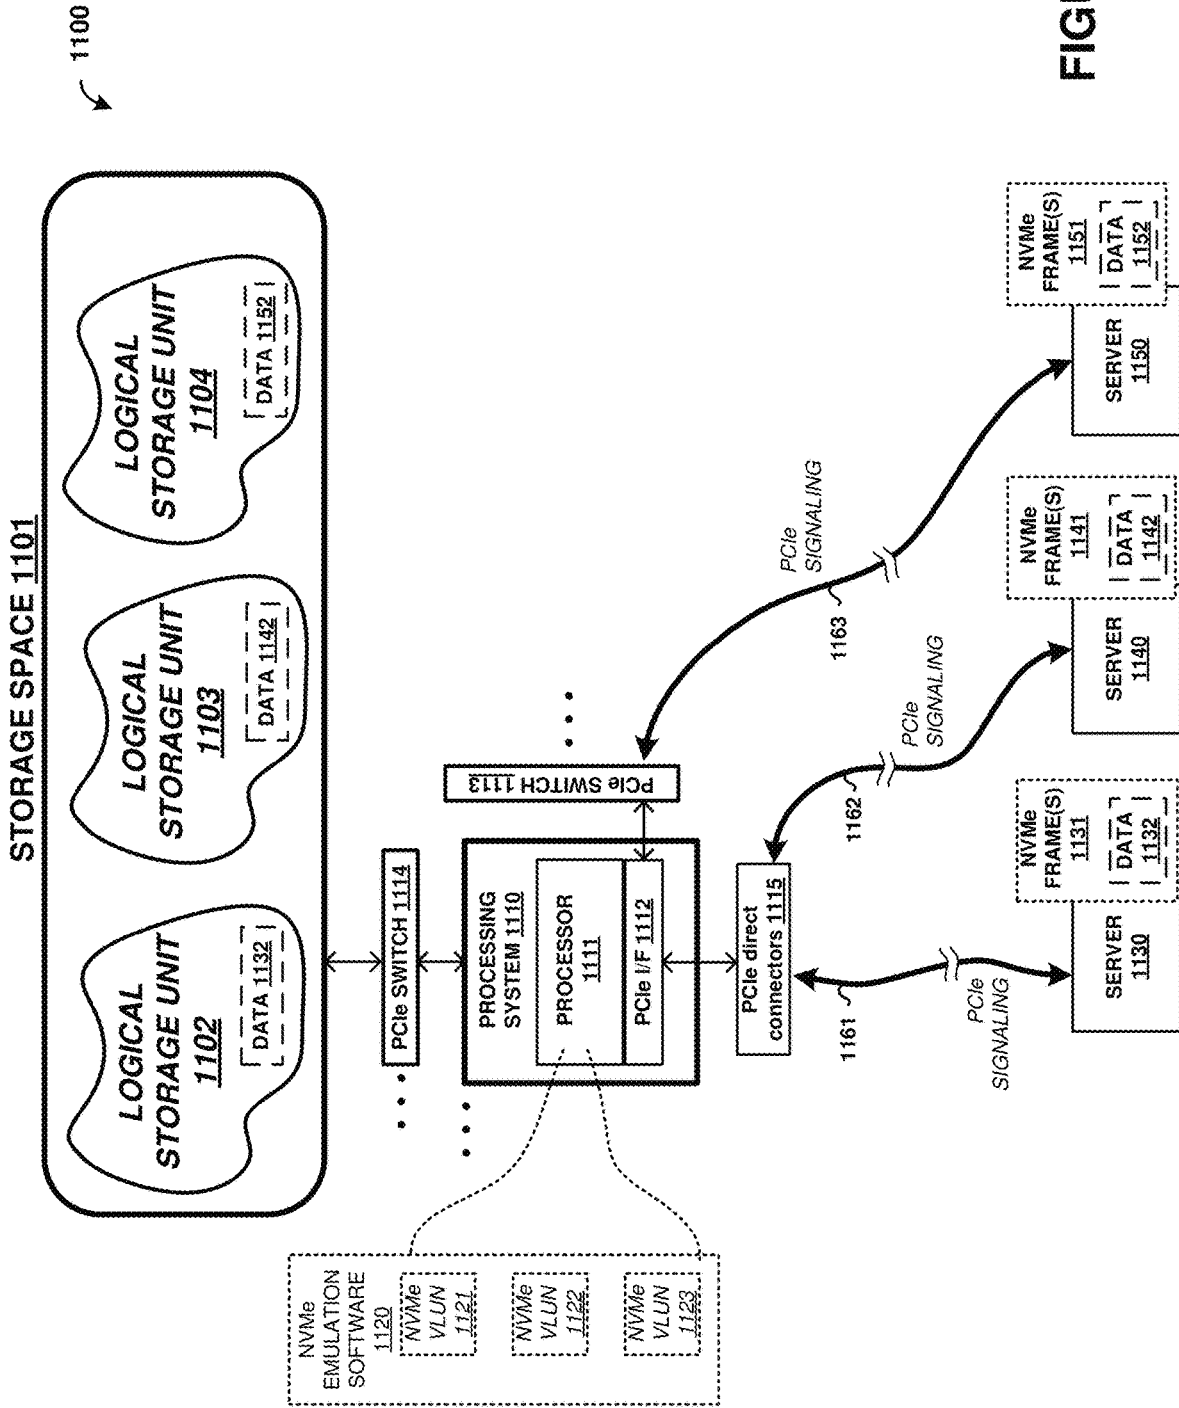 1100
STORAGE SPACE 1101
LOGICAL
STORAGE UNIT
1102
DATA 1132
LOGICAL
STORAGE UNIT
1103
DATA 1142
LOGICAL
STORAGE UNIT
1104
DATA 1152
PCIe SWITCH 1114
PROCESSING
SYSTEM 1110
PROCESSOR
1111
PCIe I/F 1112
PCIe SWITCH 1113
NVMe
EMULATION
SOFTWARE
1120
NVMe
VLUN
1121
NVMe
VLUN
1122
NVMe
VLUN
1123
PCIe direct
connectors 1115
1161
PCIe
SIGNALING
1162
PCIe
SIGNALING
1163
PCIe
SIGNALING
SERVER
1130
NVMe
FRAME(S)
1131
DATA
1132
SERVER
1140
NVMe
FRAME(S)
1141
DATA
1142
SERVER
1150
NVMe
FRAME(S)
1151
DATA
1152